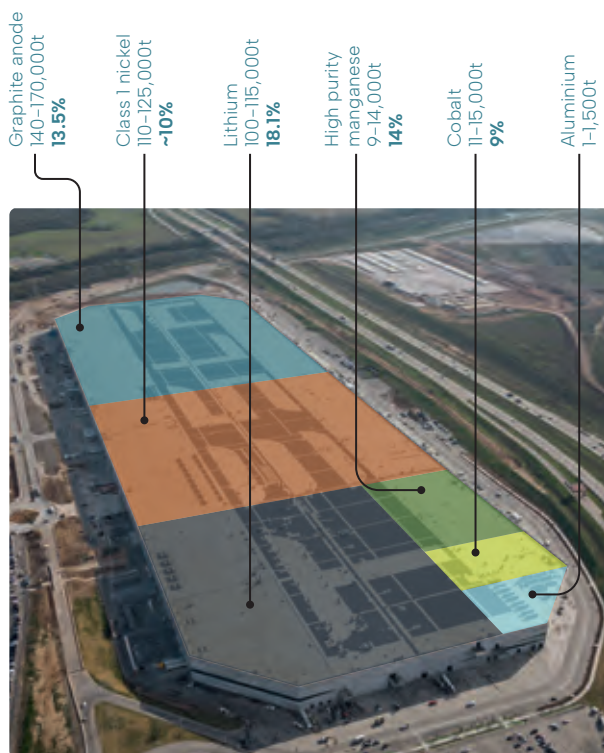 Graphite anode
140–170,000t
13.5%
Class 1 nickel
110–125,000t
~10%
Lithium
100–115,000t
18.1%
High purity
manganese
9–14,000t
14%
Cobalt
11–15,000t
9%
Aluminium
1–1,500t